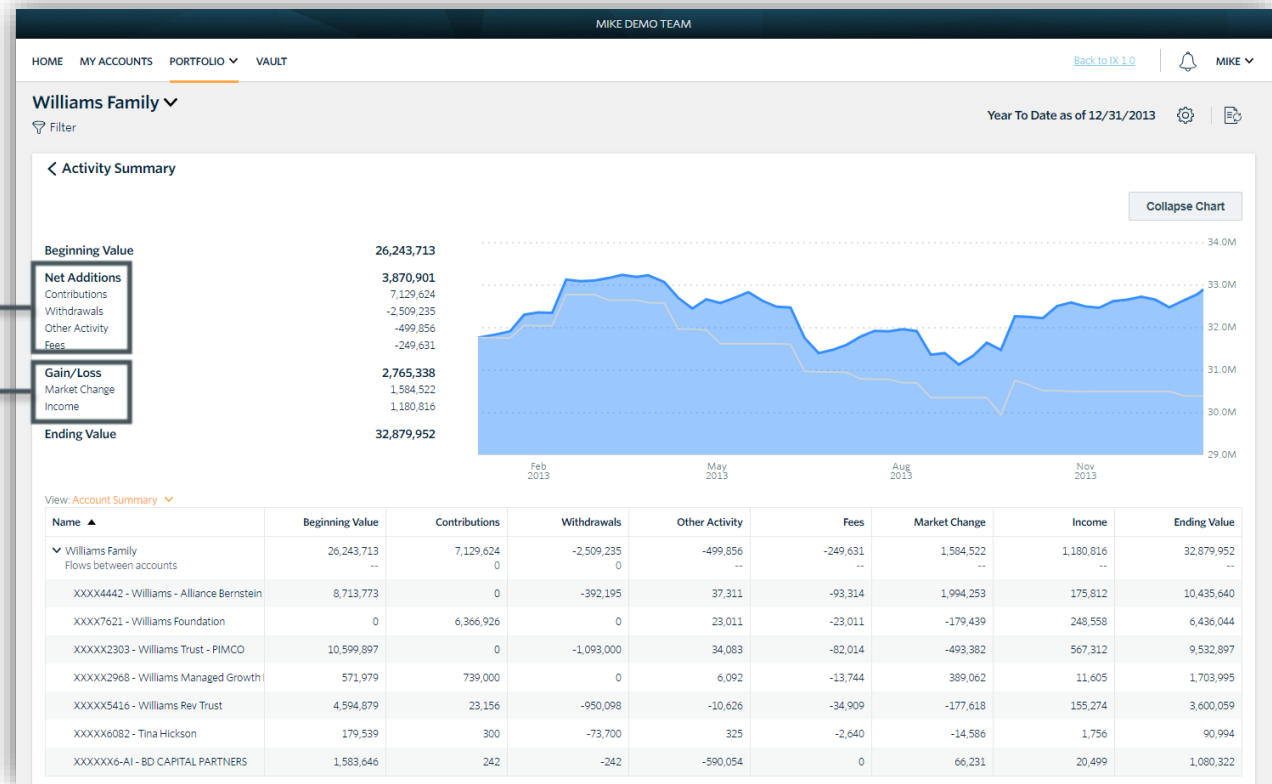 MIKE DEMO TEAM
HOME MY ACCOUNTS PORTFOLIO VAULT Back to IX 1.0 MIKE
Williams Family
Filter
Year To Date as of 12/31/2013
Activity Summary
Collapse Chart
Beginning Value 26,243,713
Net Additions 3,870,901
Contributions 7,129,624
Withdrawals -2,509,235
Other Activity -499,856
Fees -249,631
Gain/Loss 2,765,338
Market Change 1,584,522
Income 1,180,816
Ending Value 32,879,952
34.0M
33.0M
32.0M
31.0M
30.0M
29.0M
Feb May Aug Nov
2013 2013 2013 2013
View: Account Summary
Name ▲ Beginning Value Contributions Withdrawals Other Activity Fees Market Change Income Ending Value
Williams Family 26,243,713 7,129,624 -2,509,235 -499,856 -249,631 1,584,522 1,180,816 32,879,952
Flows between accounts -- 0 0 -- -- -- -- --
XXXX4442 - Williams - Alliance Bernstein 8,713,773 0 -392,195 37,311 -93,314 1,994,253 175,812 10,435,640
XXXX7621 - Williams Foundation 0 6,366,926 0 23,011 -23,011 -179,439 248,558 6,436,044
XXXXX2303 - Williams Trust - PIMCO 10,599,897 0 -1,093,000 34,083 -82,014 -493,382 567,312 9,532,897
XXXXX2968 - Williams Managed Growth 571,979 739,000 0 6,092 -13,744 389,062 11,605 1,703,995
XXXXX5416 - Williams Rev Trust 4,594,879 23,156 -950,098 -10,626 -34,909 -177,618 155,274 3,600,059
XXXXX6082 - Tina Hickson 179,539 300 -73,700 325 -2,640 -14,586 1,756 90,994
XXXXXX6-AI - BD CAPITAL PARTNERS 1,583,646 242 -242 -590,054 0 66,231 20,499 1,080,322